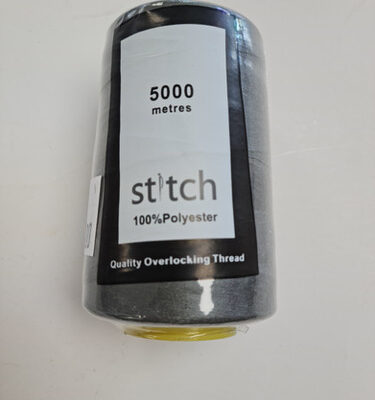 5000
metres
stitch
100%Polyester
Quality Overlocking Thread